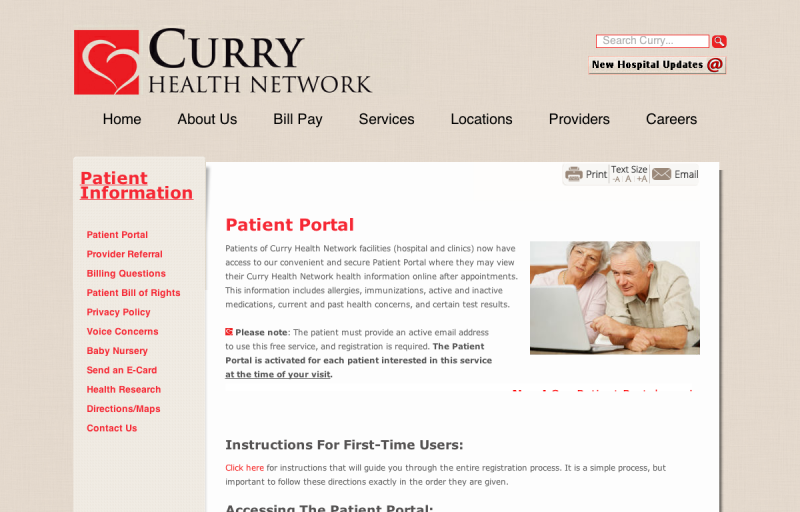 CURRY
HEALTH NETWORK
Search Curry...
New Hospital Updates @
Home About Us Bill Pay Services Locations Providers Careers
Patient
Information
Patient Portal
Provider Referral
Billing Questions
Patient Bill of Rights
Privacy Policy
Voice Concerns
Baby Nursery
Send an E-Card
Health Research
Directions/Maps
Contact Us
Print Text Size -A A +A Email
Patient Portal
Patients of Curry Health Network facilities (hospital and clinics) now have
access to our convenient and secure Patient Portal where they may view
their Curry Health Network health information online after appointments.
This information includes allergies, immunizations, active and inactive
medications, current and past health concerns, and certain test results.
Please note: The patient must provide an active email address
to use this free service, and registration is required. The Patient
Portal is activated for each patient interested in this service
at the time of your visit.
Instructions For First-Time Users:
Click here for instructions that will guide you through the entire registration process. It is a simple process, but
important to follow these directions exactly in the order they are given.
Accessing The Patient Portal: